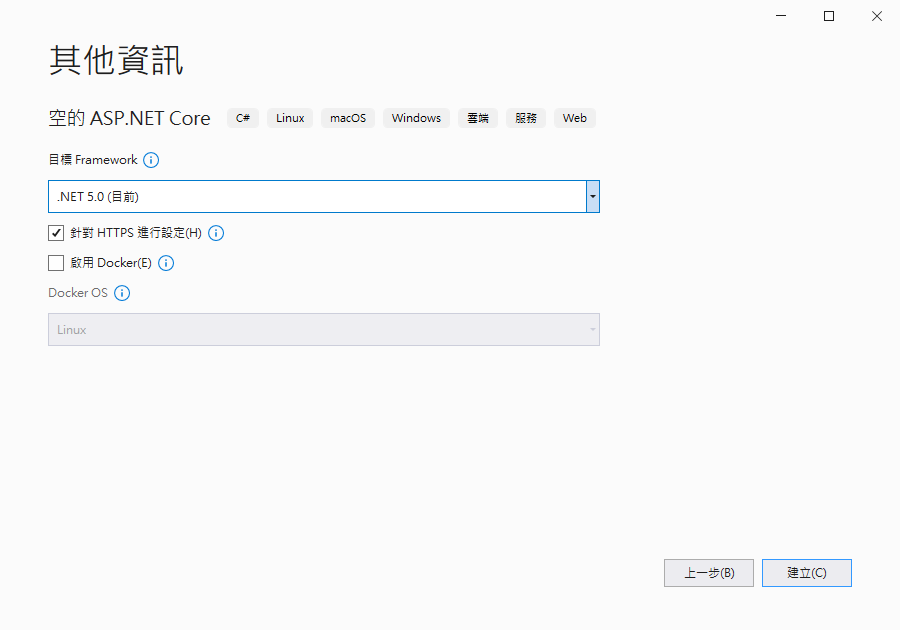 其他資訊
空的 ASP.NET Core C# Linux macOS Windows 雲端 服務 Web
目標 Framework
.NET 5.0 (目前)
針對 HTTPS 進行設定(H)
啟用 Docker(E)
Docker OS
Linux
上一步(B) 建立(C)